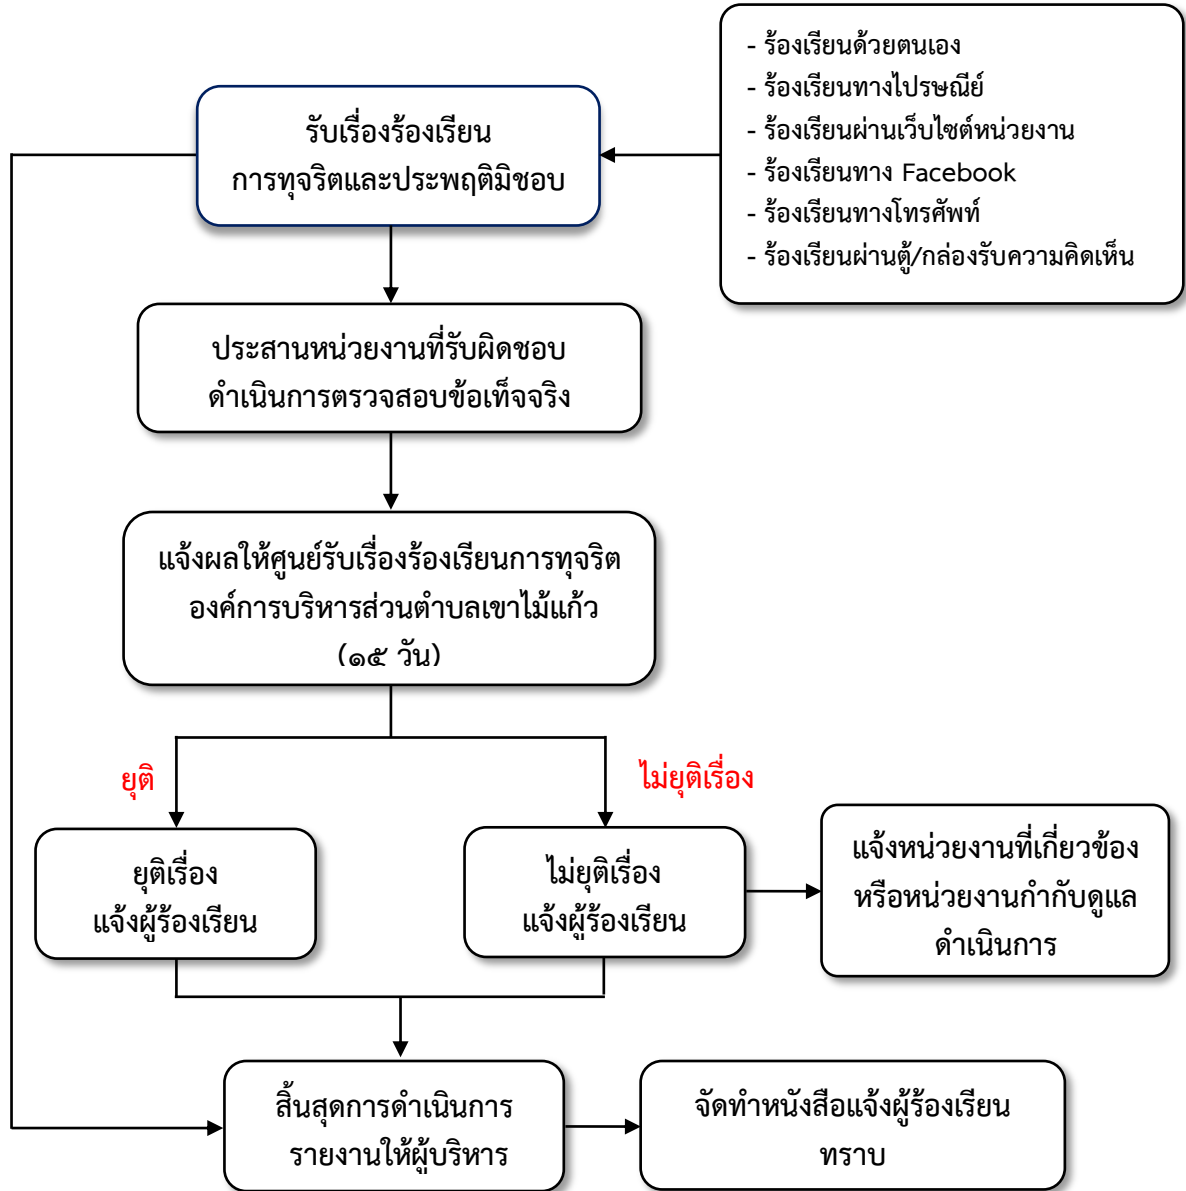 - ร้องเรียนด้วยตนเอง
- ร้องเรียนทางไปรษณีย์
- ร้องเรียนผ่านเว็บไซต์หน่วยงาน
- ร้องเรียนทาง Facebook
- ร้องเรียนทางโทรศัพท์
- ร้องเรียนผ่านตู้/กล่องรับความคิดเห็น
รับเรื่องร้องเรียน
การทุจริตและประพฤติมิชอบ
ประสานหน่วยงานที่รับผิดชอบ
ดำเนินการตรวจสอบข้อเท็จจริง
แจ้งผลให้ศูนย์รับเรื่องร้องเรียนการทุจริต
องค์การบริหารส่วนตำบลเขาไม้แก้ว
(๑๕ วัน)
ยุติ
ไม่ยุติเรื่อง
ยุติเรื่อง
แจ้งผู้ร้องเรียน
ไม่ยุติเรื่อง
แจ้งผู้ร้องเรียน
แจ้งหน่วยงานที่เกี่ยวข้อง
หรือหน่วยงานกำกับดูแล
ดำเนินการ
สิ้นสุดการดำเนินการ
รายงานให้ผู้บริหาร
จัดทำหนังสือแจ้งผู้ร้องเรียน
ทราบ